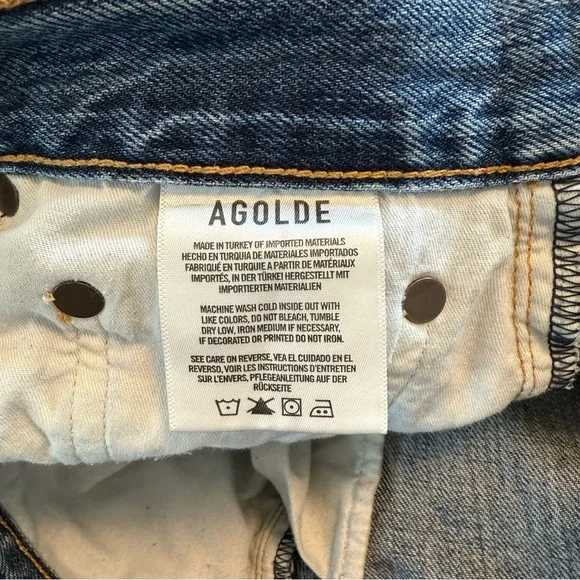 AGOLDE
MADE IN TURKEY OF IMPORTED MATERIALS
HECHO EN TURQUIA DE MATERIALES IMPORTADOS
FABRIQUÉ EN TURQUIE A PARTIR DE MATÉRIAUX
IMPORTÉS, IN DER TÜRKEI HERGESTELLT MIT
IMPORTIERTEN MATERIALIEN
MACHINE WASH COLD INSIDE OUT WITH
LIKE COLORS, DO NOT BLEACH, TUMBLE
DRY LOW, IRON MEDIUM IF NECESSARY,
IF DECORATED OR PRINTED DO NOT IRON.
SEE CARE ON REVERSE, VEA EL CUIDADO EN EL
REVERSO, VOIR LES INSTRUCTIONS D'ENTRETIEN
SUR L'ENVERS, PFLEGEANLEITUNG AUF DER
RÜCKSEITE